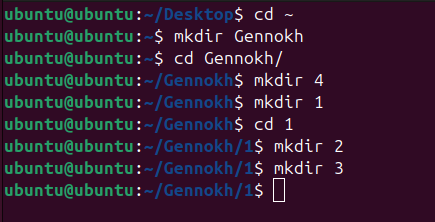 ubuntu@ubuntu:~/Desktop$ cd ~
ubuntu@ubuntu:~$ mkdir Gennokh
ubuntu@ubuntu:~$ cd Gennokh/
ubuntu@ubuntu:~/Gennokh$ mkdir 4
ubuntu@ubuntu:~/Gennokh$ mkdir 1
ubuntu@ubuntu:~/Gennokh$ cd 1
ubuntu@ubuntu:~/Gennokh/1$ mkdir 2
ubuntu@ubuntu:~/Gennokh/1$ mkdir 3
ubuntu@ubuntu:~/Gennokh/1$